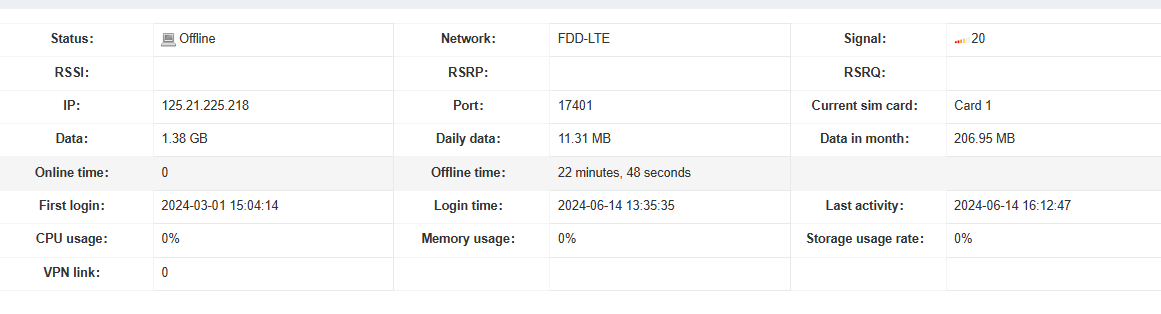 Status: Offline Network: FDD-LTE Signal: 20
RSSI: RSRP: RSRQ:
IP: 125.21.225.218 Port: 17401 Current sim card: Card 1
Data: 1.38 GB Daily data: 11.31 MB Data in month: 206.95 MB
Online time: 0 Offline time: 22 minutes, 48 seconds
First login: 2024-03-01 15:04:14 Login time: 2024-06-14 13:35:35 Last activity: 2024-06-14 16:12:47
CPU usage: 0% Memory usage: 0% Storage usage rate: 0%
VPN link: 0